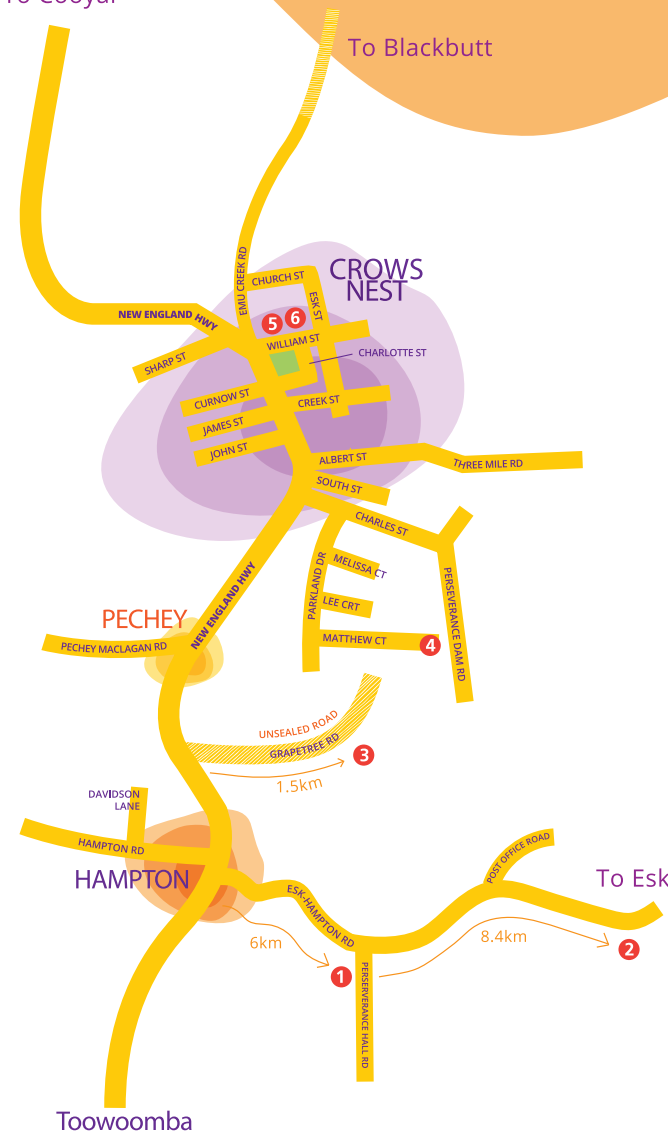 To Cooyar
To Blackbutt
CROWS
NEST
EMU CREEK RD
CHURCH ST
ESK ST
NEW ENGLAND HWY
5
6
WILLIAM ST
CHARLOTTE ST
SHARP ST
CURNOW ST
CREEK ST
JAMES ST
JOHN ST
ALBERT ST
THREE MILE RD
SOUTH ST
CHARLES ST
PARKLAND DR
MELISSA CT
LEE CRT
MATTHEW CT
4
PERSEVERANCE DAM RD
NEW ENGLAND HWY
PECHEY
PECHEY MACLAGAN RD
UNSEALED ROAD
GRAPETREE RD
3
1.5km
DAVIDSON
LANE
HAMPTON RD
HAMPTON
ESK-HAMPTON RD
POST OFFICE ROAD
To Esk
6km
8.4km
1
2
PERSERVERANCE HALL RD
Toowoomba